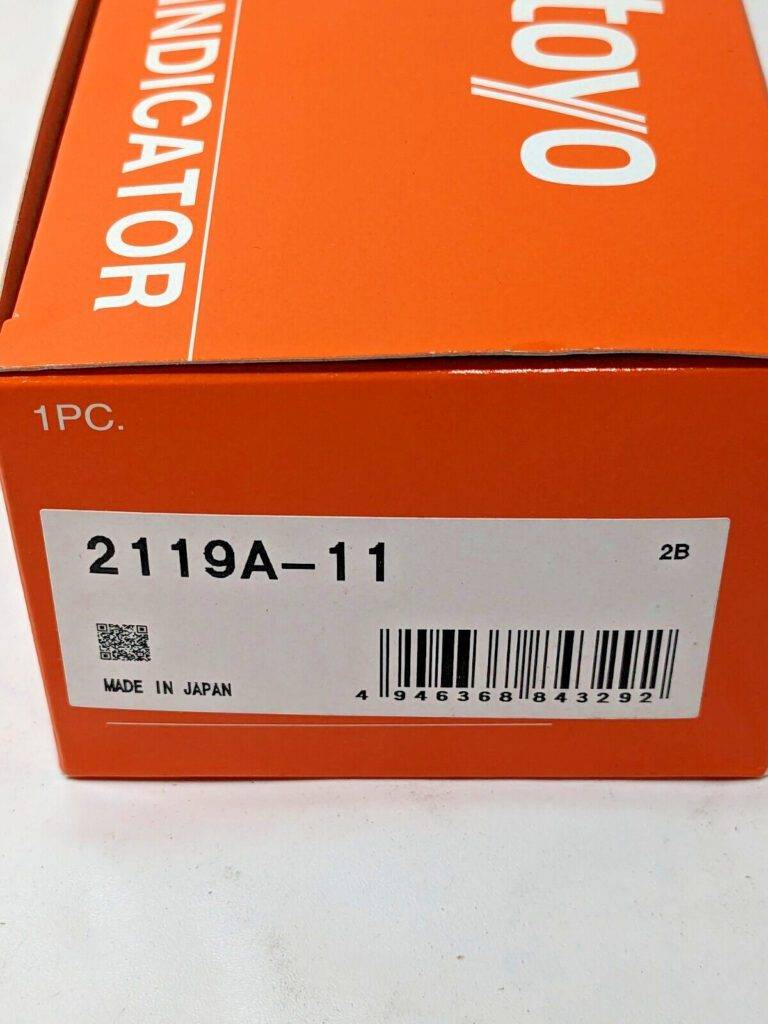 toyo
INDICATOR
1PC.
2119A-11
2B
MADE IN JAPAN
4 946368 843292